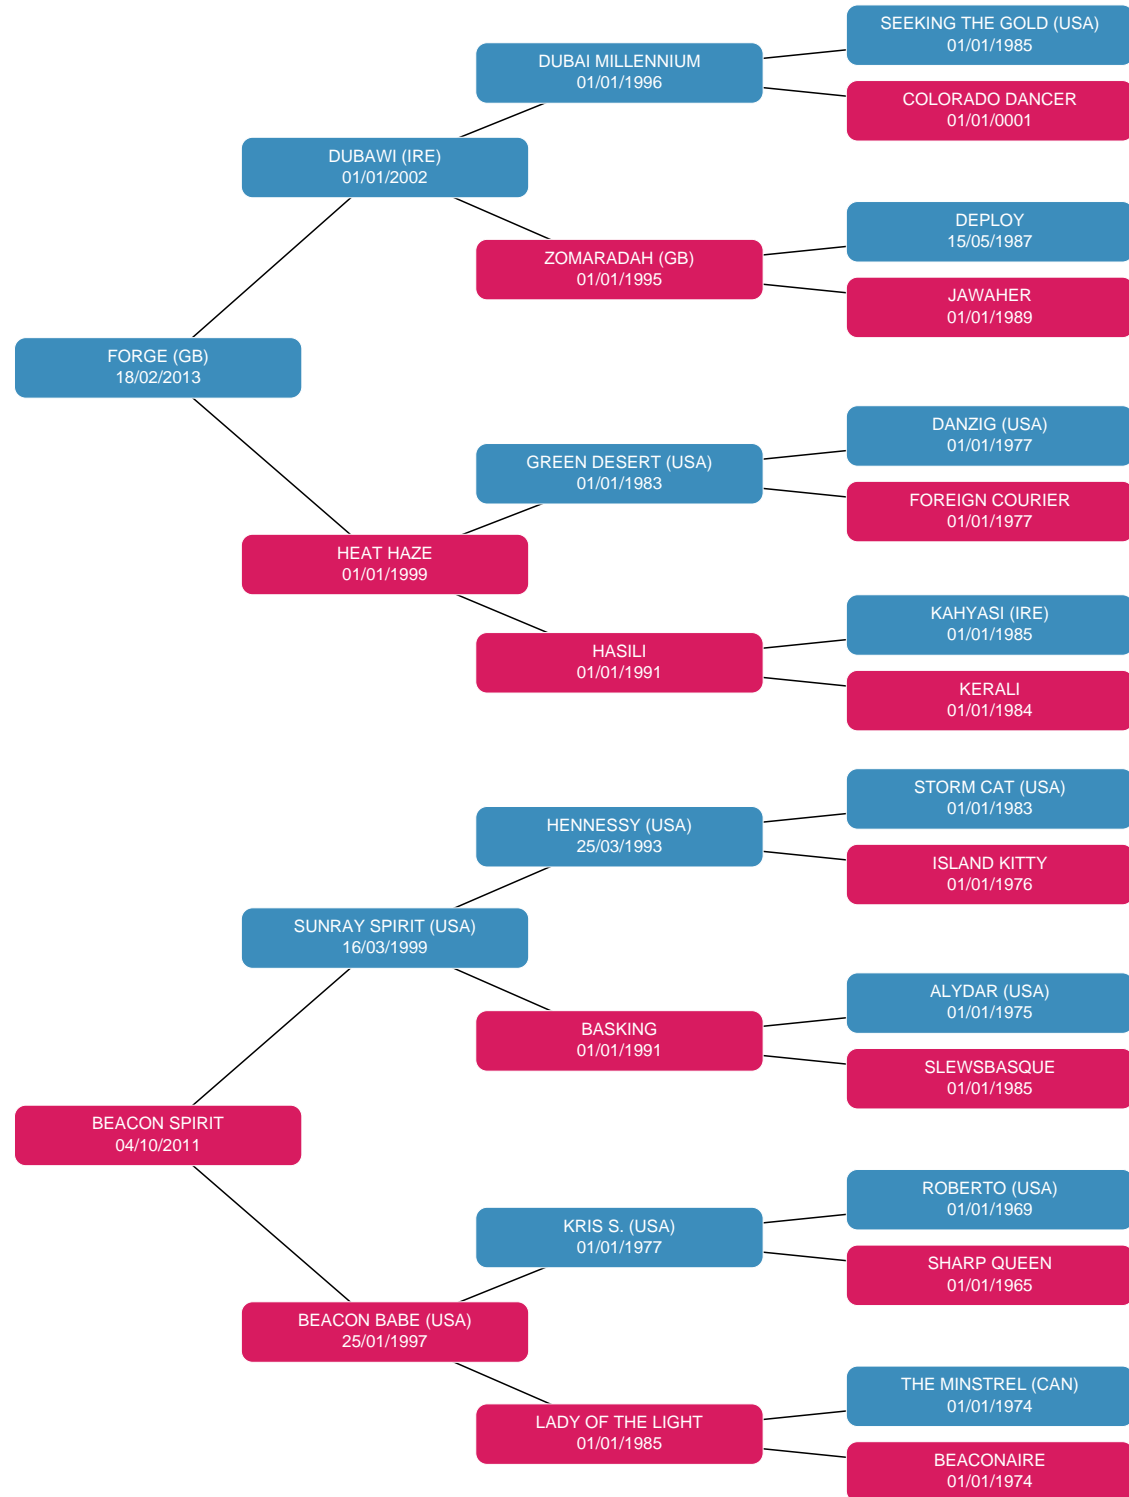 SEEKING THE GOLD (USA)
01/01/1985
DUBAI MILLENNIUM
01/01/1996
COLORADO DANCER
01/01/0001
DUBAWI (IRE)
01/01/2002
DEPLOY
15/05/1987
ZOMARADAH (GB)
01/01/1995
JAWAHER
01/01/1989
FORGE (GB)
18/02/2013
DANZIG (USA)
01/01/1977
GREEN DESERT (USA)
01/01/1983
FOREIGN COURIER
01/01/1977
HEAT HAZE
01/01/1999
KAHYASI (IRE)
01/01/1985
HASILI
01/01/1991
KERALI
01/01/1984
STORM CAT (USA)
01/01/1983
HENNESSY (USA)
25/03/1993
ISLAND KITTY
01/01/1976
SUNRAY SPIRIT (USA)
16/03/1999
ALYDAR (USA)
01/01/1975
BASKING
01/01/1991
SLEWSBASQUE
01/01/1985
BEACON SPIRIT
04/10/2011
ROBERTO (USA)
01/01/1969
KRIS S. (USA)
01/01/1977
SHARP QUEEN
01/01/1965
BEACON BABE (USA)
25/01/1997
THE MINSTREL (CAN)
01/01/1974
LADY OF THE LIGHT
01/01/1985
BEACONAIRE
01/01/1974